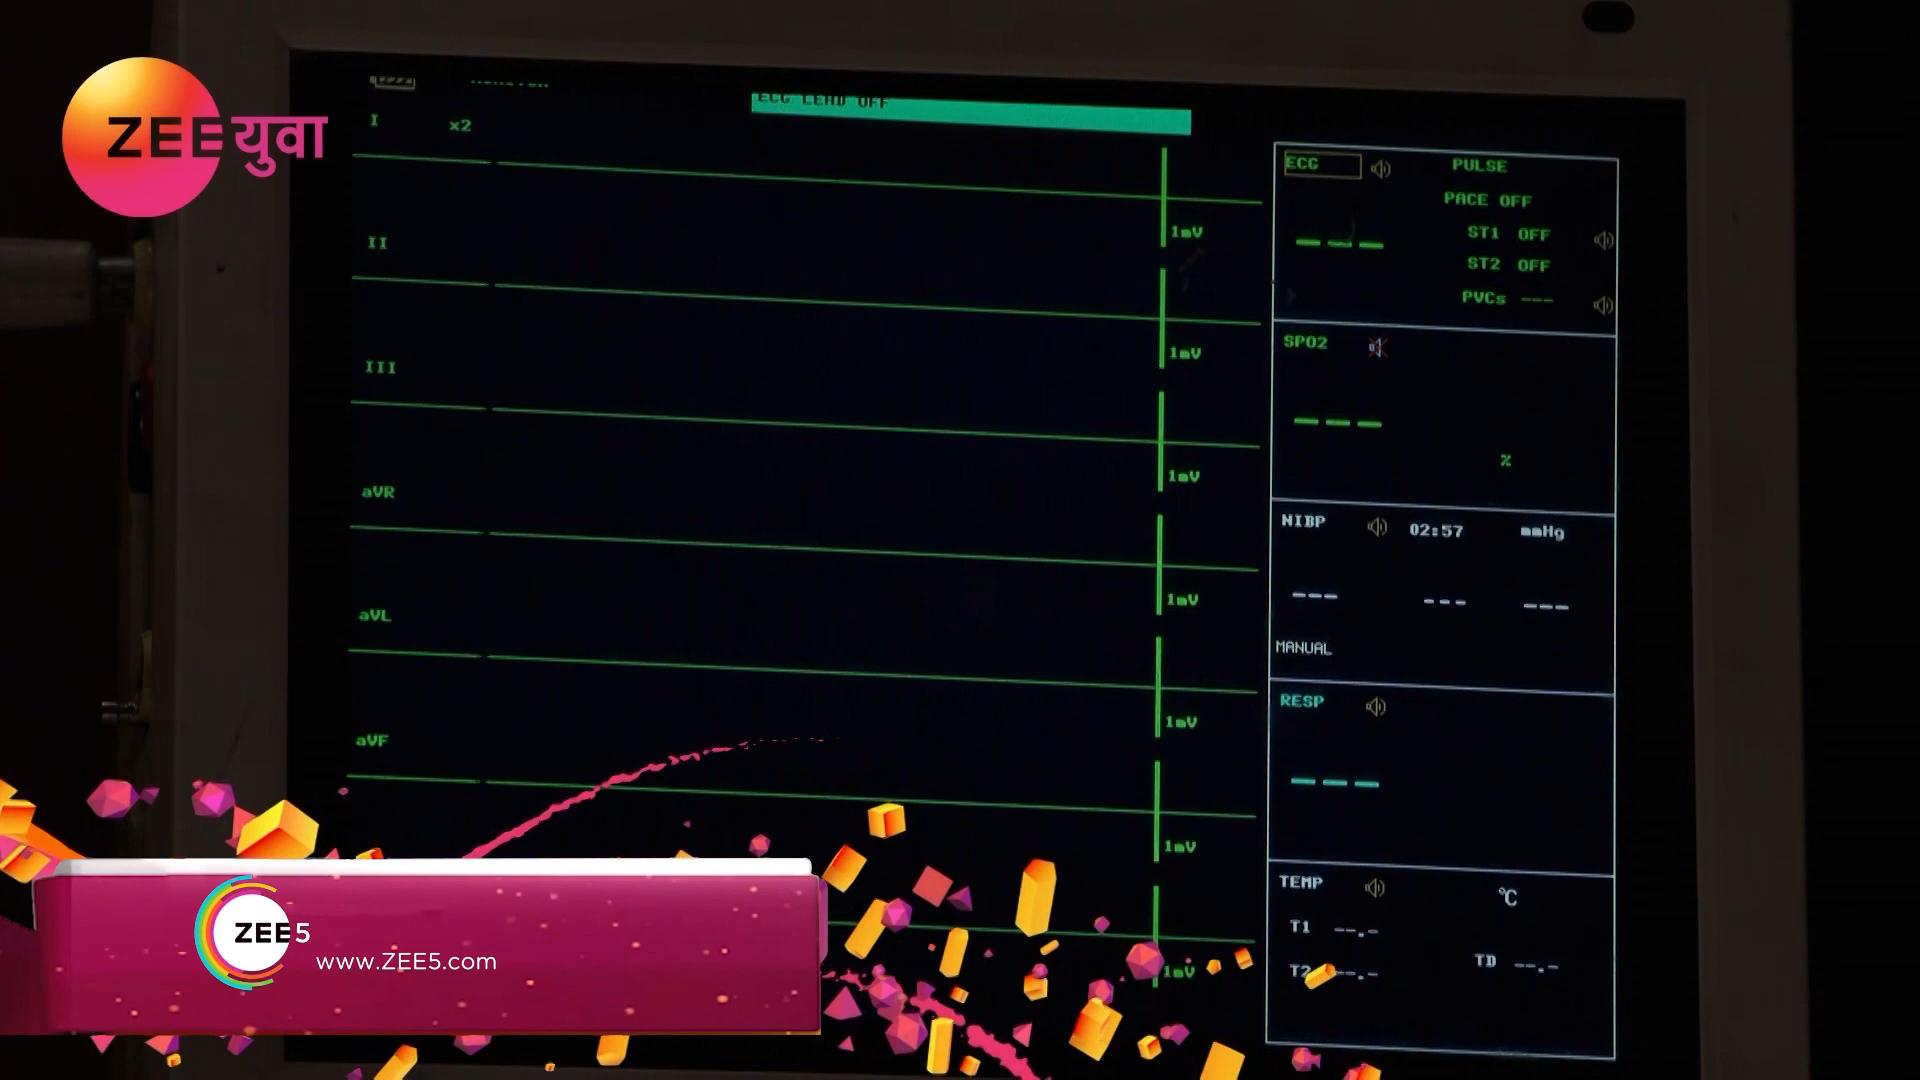 ZEE युवा
ECG LEAD OFF
I x2
1mV
II
1mV
III
1mV
aVR
1mV
aVL
1mV
aVF
1mV
1mV
ECG PULSE
PACE OFF
--- ST1 OFF
ST2 OFF
PVCs ---
SPO2
---
%
NIBP 02:57 mmHg
--- --- ---
MANUAL
RESP
---
TEMP °C
T1 --.-
TD --.-
T2 --.-
ZEE5
www.ZEE5.com